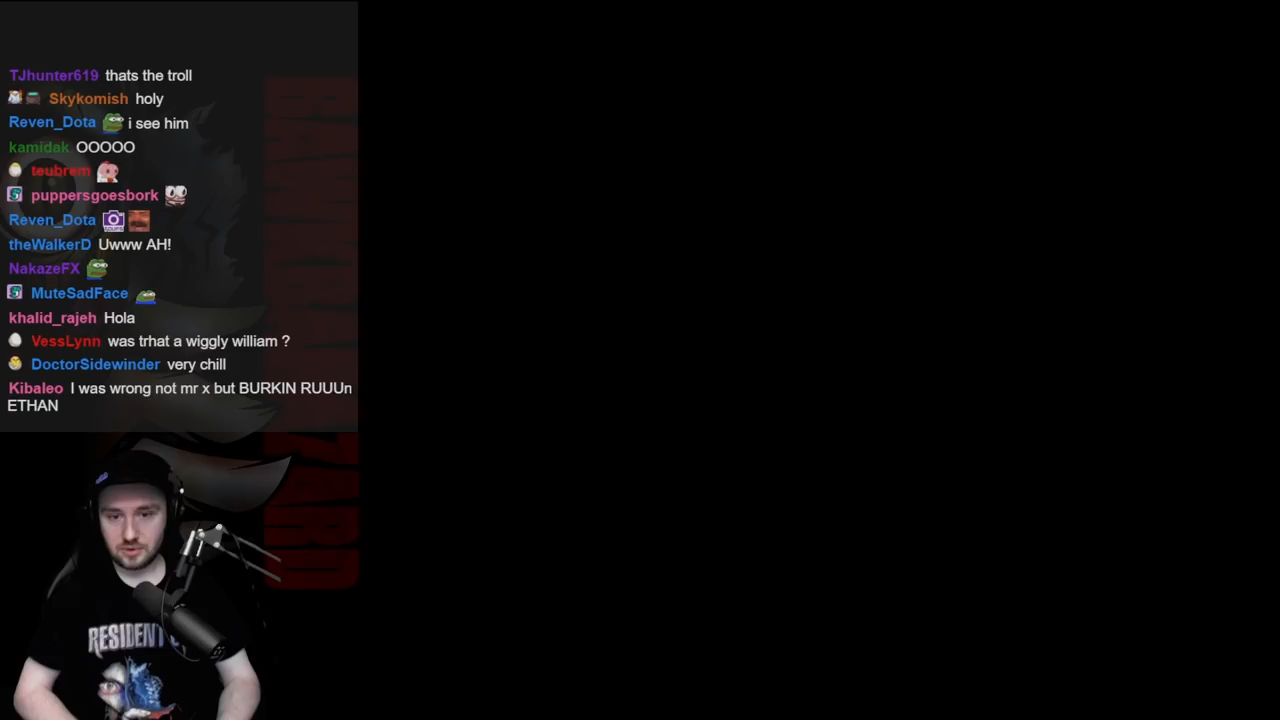 TJhunter619 thats the troll
Skykomish holy
Reven_Dota i see him
kamidak OOOOO
teubrem
puppersgoesbork
Reven_Dota
theWalkerD Uwww AH!
NakazeFX
MuteSadFace
khalid_rajeh Hola
VessLynn was trhat a wiggly william ?
DoctorSidewinder very chill
Kibaleo I was wrong not mr x but BURKIN RUUUn
ETHAN
RESIDENT